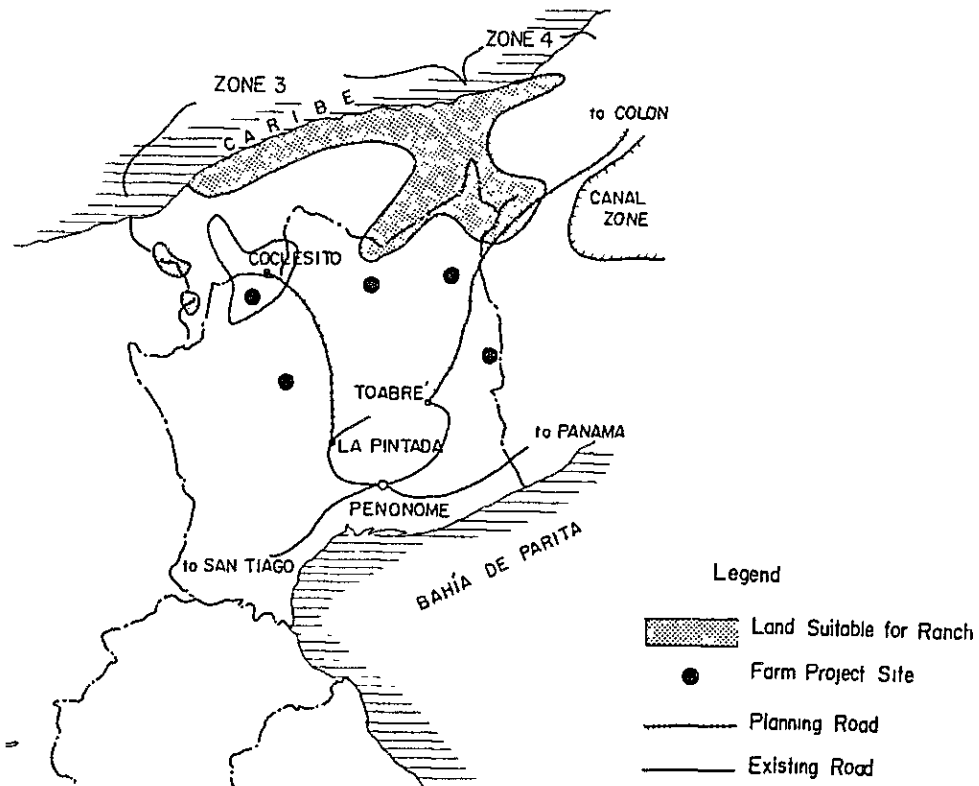 ZONE 4
ZONE 3
CARIBE
to COLON
CANAL
ZONE
COCLESITO
TOABRÉ
LA PINTADA
to PANAMA
PENONOME
to SAN TIAGO
BAHÍA DE PARITA
Legend
Land Suitable for Ranch
Farm Project Site
Planning Road
Existing Road